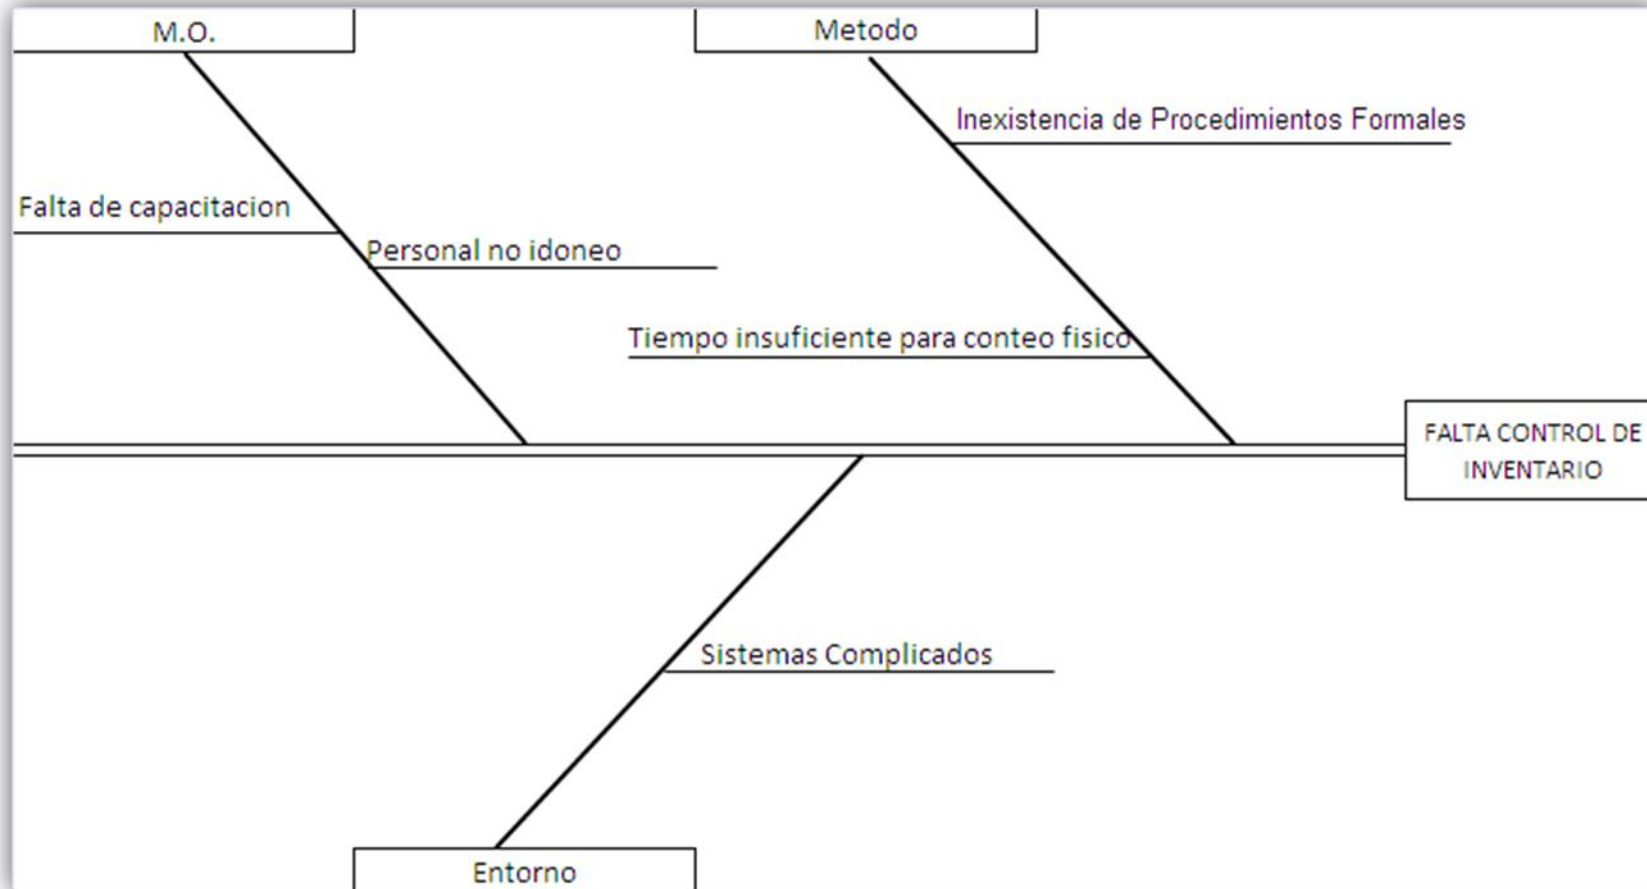 M.O.
Metodo
Inexistencia de Procedimientos Formales
Falta de capacitacion
Personal no idoneo
Tiempo insuficiente para conteo fisico
FALTA CONTROL DE
INVENTARIO
Sistemas Complicados
Entorno